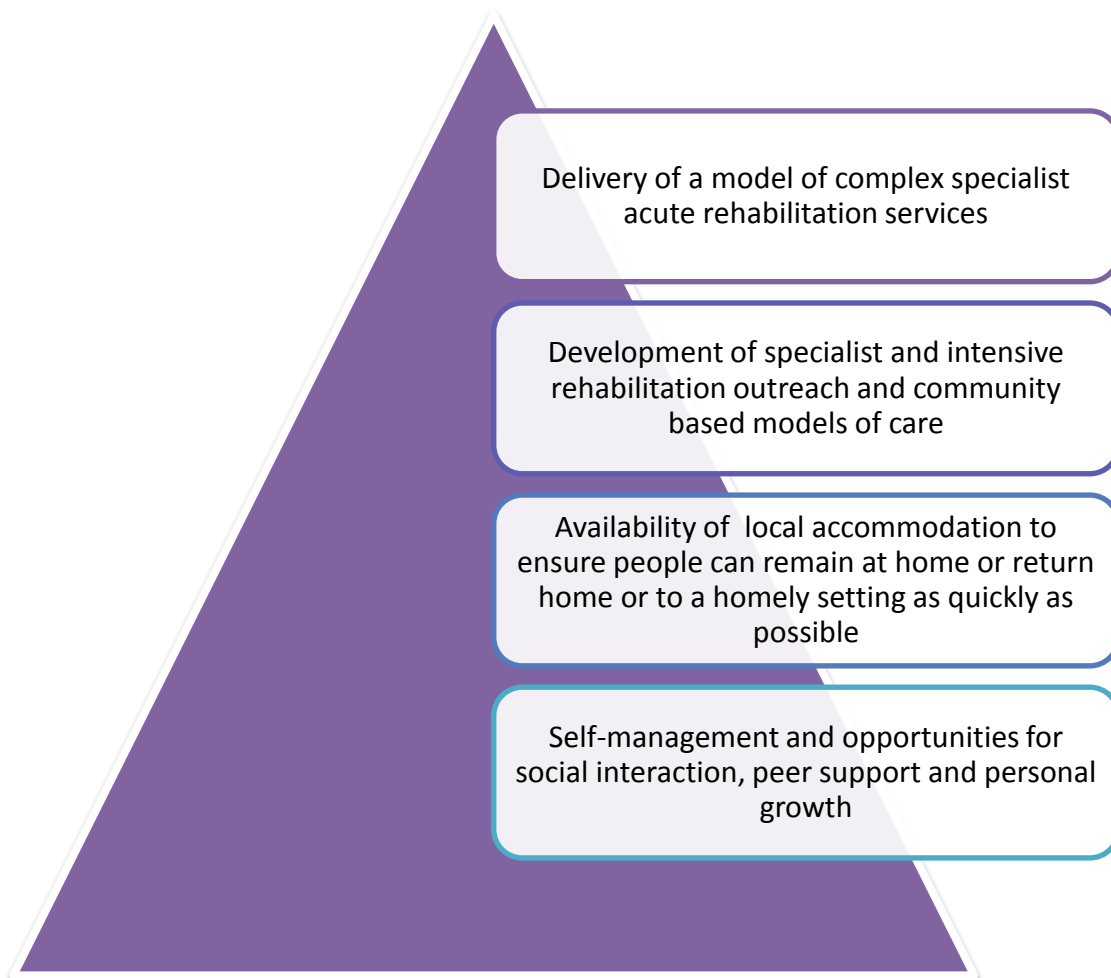 Delivery of a model of complex specialist
acute rehabilitation services
Development of specialist and intensive
rehabilitation outreach and community
based models of care
Availability of  local accommodation to
ensure people can remain at home or return
home or to a homely setting as quickly as
possible
Self-management and opportunities for
social interaction, peer support and personal
growth